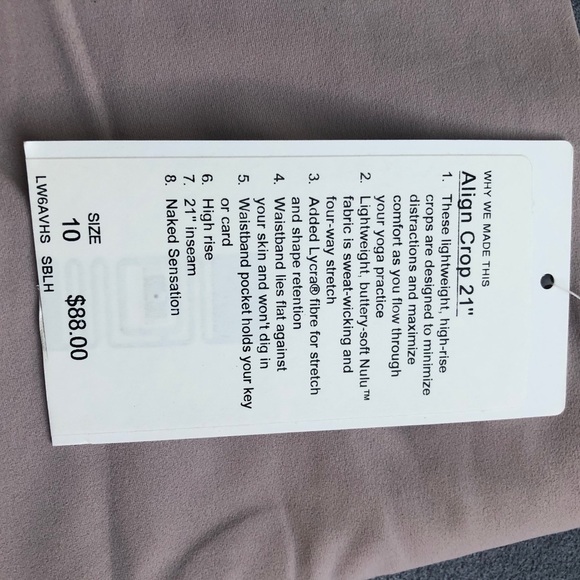 WHY WE MADE THIS
Align Crop 21"
1. These lightweight, high-rise
crops are designed to minimize
distractions and maximize
comfort as you flow through
your yoga practice
2. Lightweight, buttery-soft Nulu™
fabric is sweat-wicking and
four-way stretch
3. Added Lycra® fibre for stretch
and shape retention
4. Waistband lies flat against
your skin and won't dig in
5. Waistband pocket holds your key
or card
6. High rise
7. 21" inseam
8. Naked Sensation
SIZE
10 $88.00
LW6AVHS SBLH